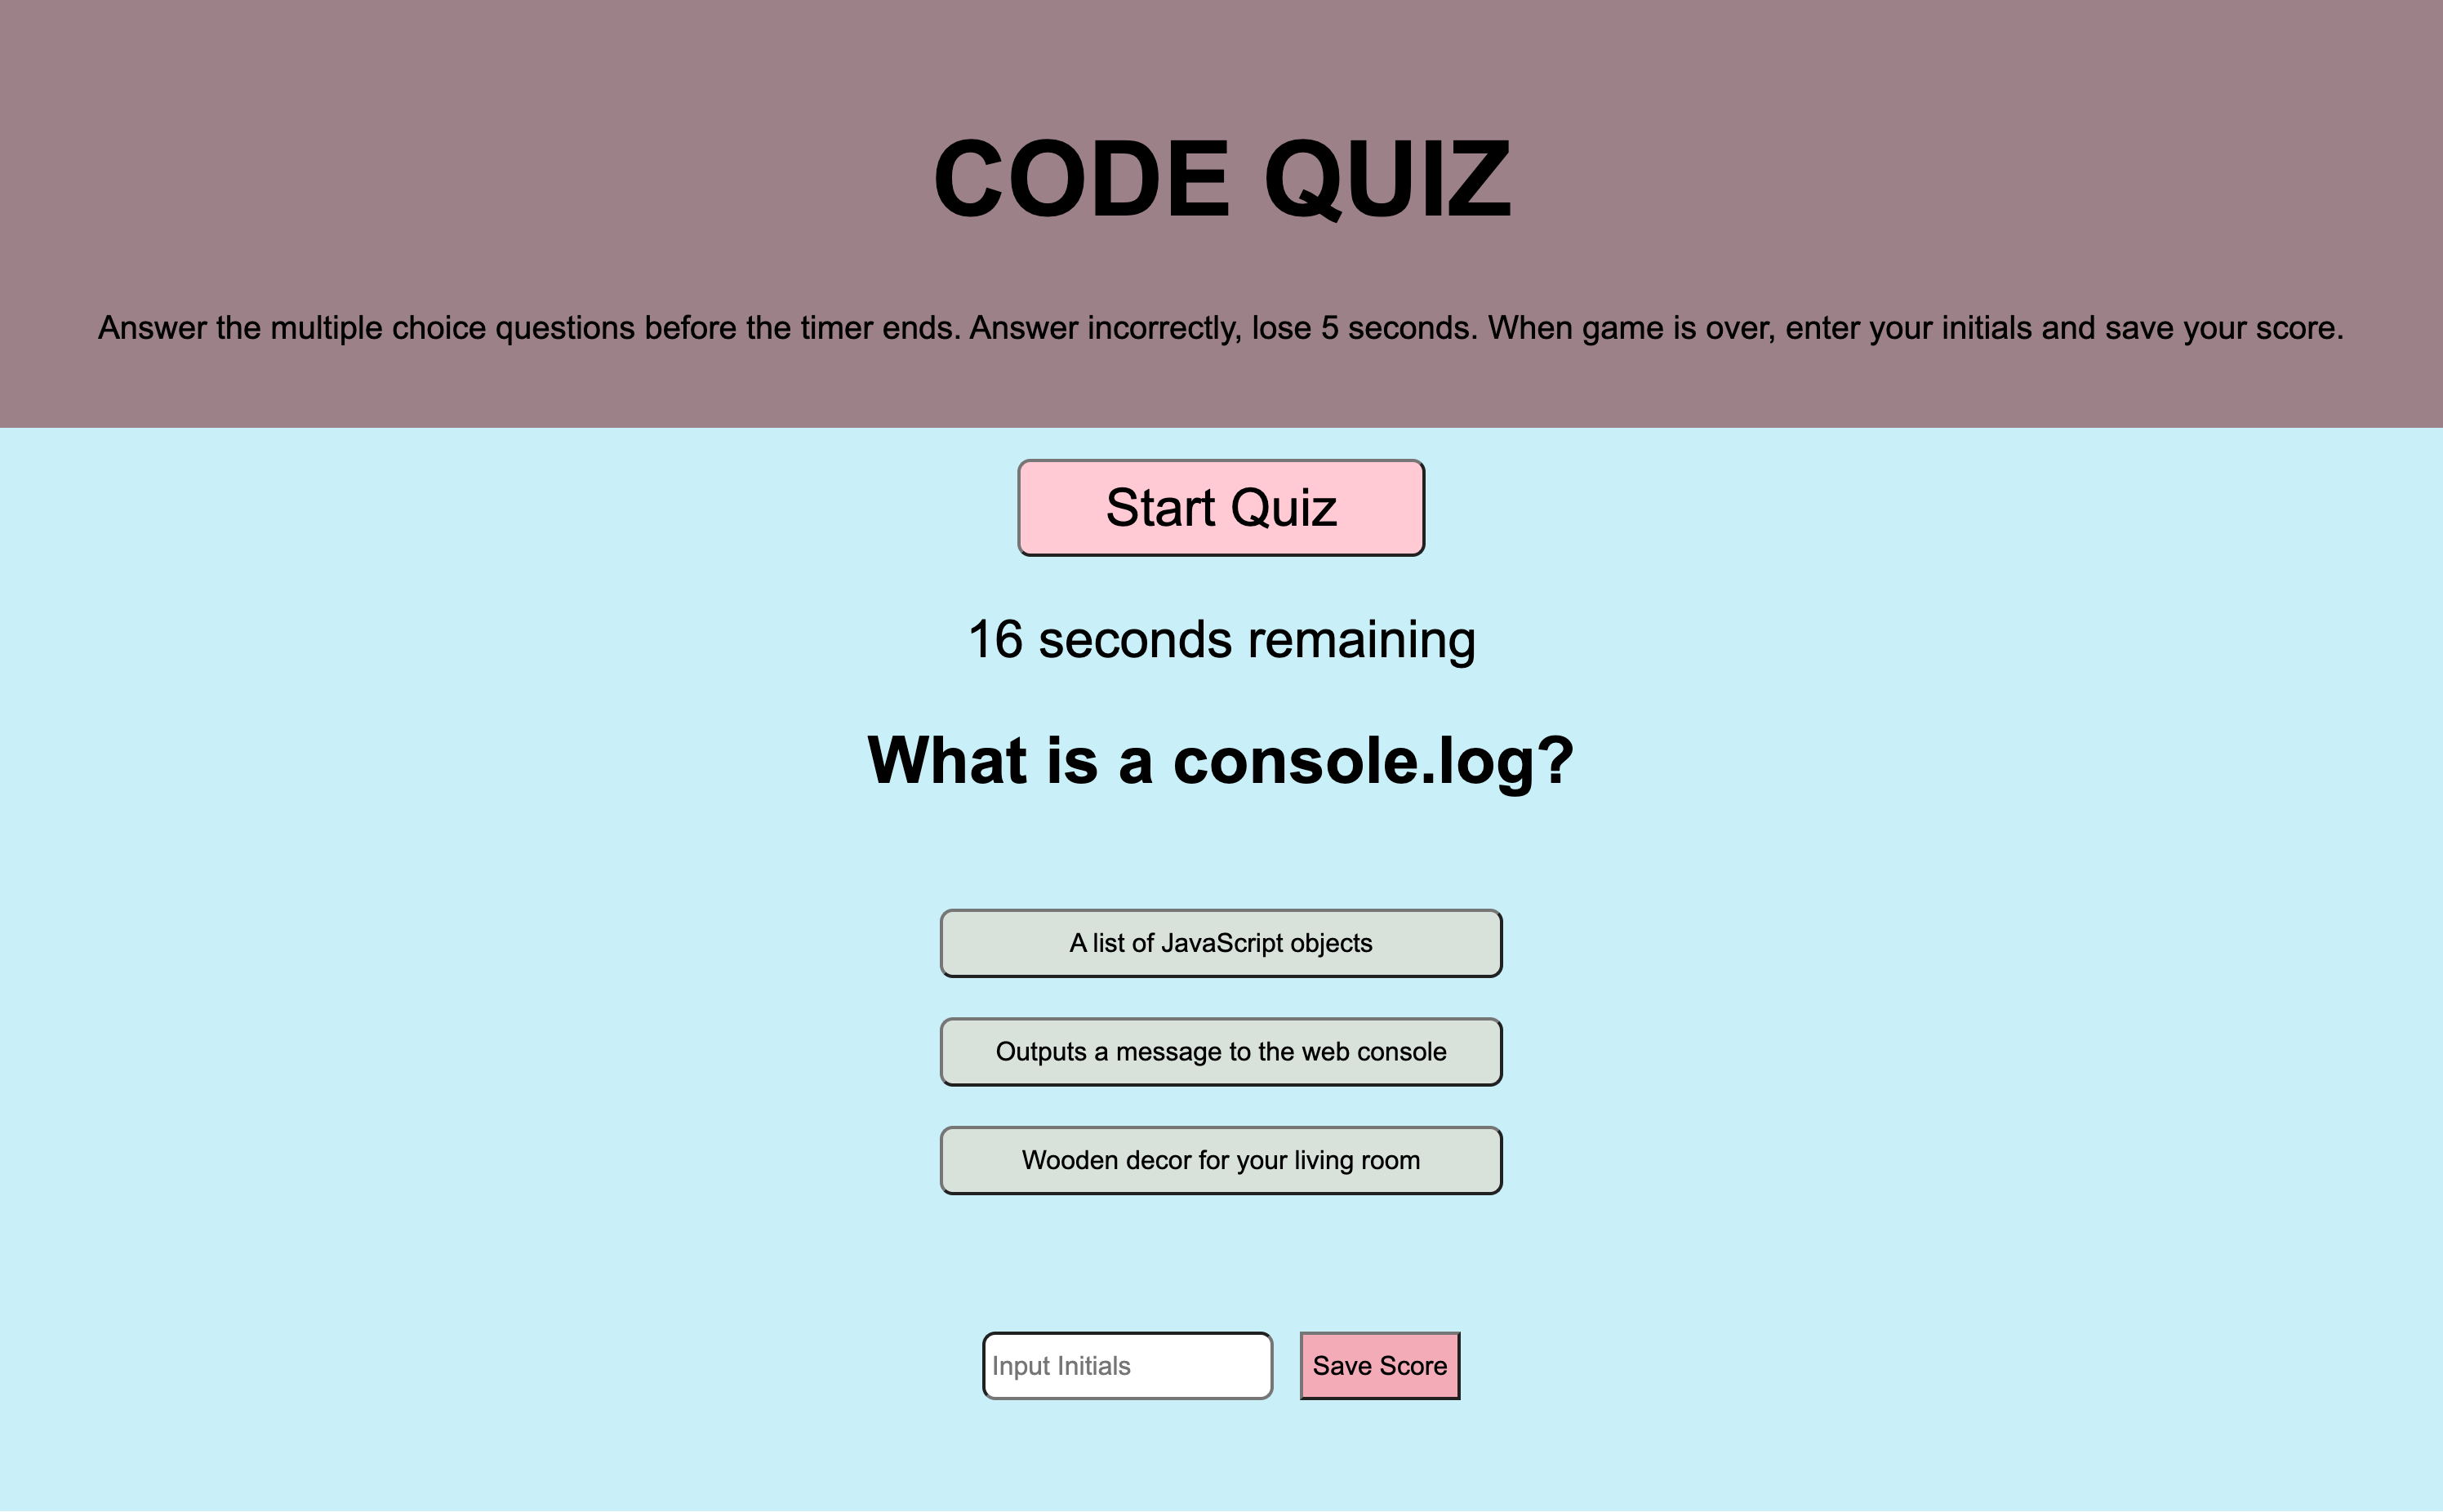 CODE QUIZ
Answer the multiple choice questions before the timer ends. Answer incorrectly, lose 5 seconds. When game is over, enter your initials and save your score.
Start Quiz
16 seconds remaining
What is a console.log?
A list of JavaScript objects
Outputs a message to the web console
Wooden decor for your living room
Input Initials
Save Score